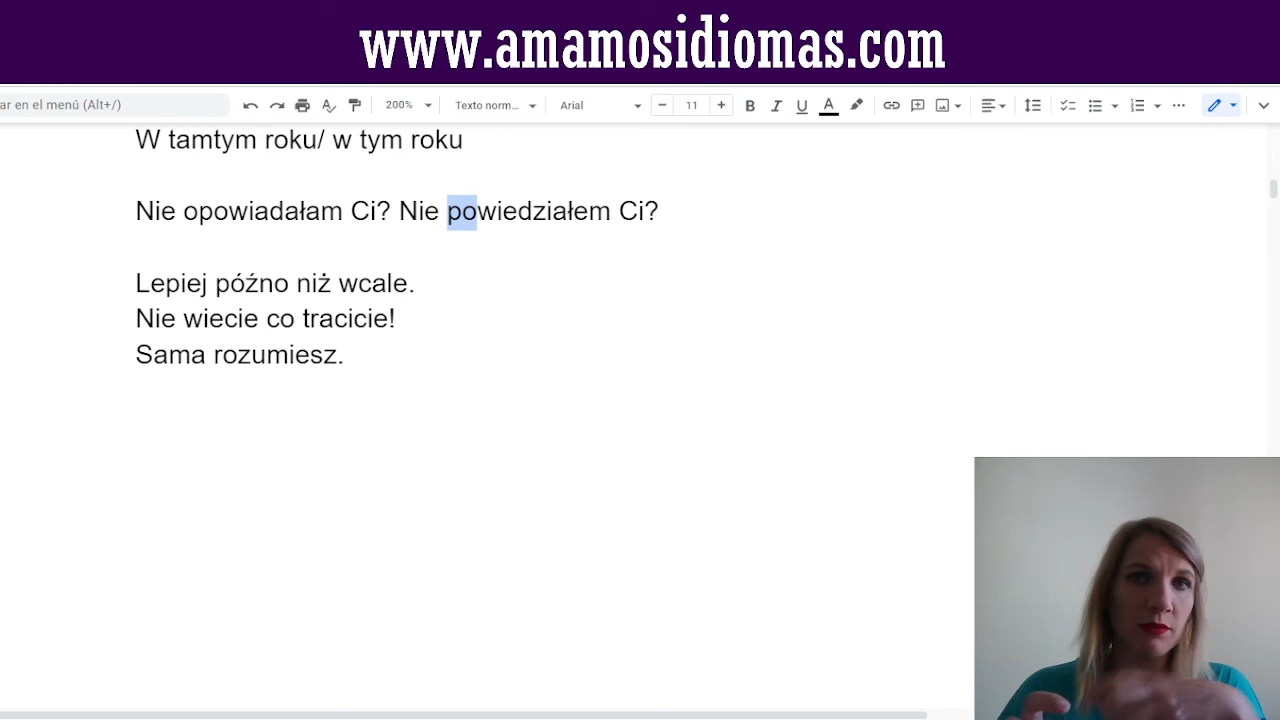 www.amamosidiomas.com
ar en el menú (Alt+/)
200%
Texto norm...
Arial
11
W tamtym roku/ w tym roku
Nie opowiadałam Ci? Nie powiedziałem Ci?
Lepiej późno niż wcale.
Nie wiecie co tracicie!
Sama rozumiesz.